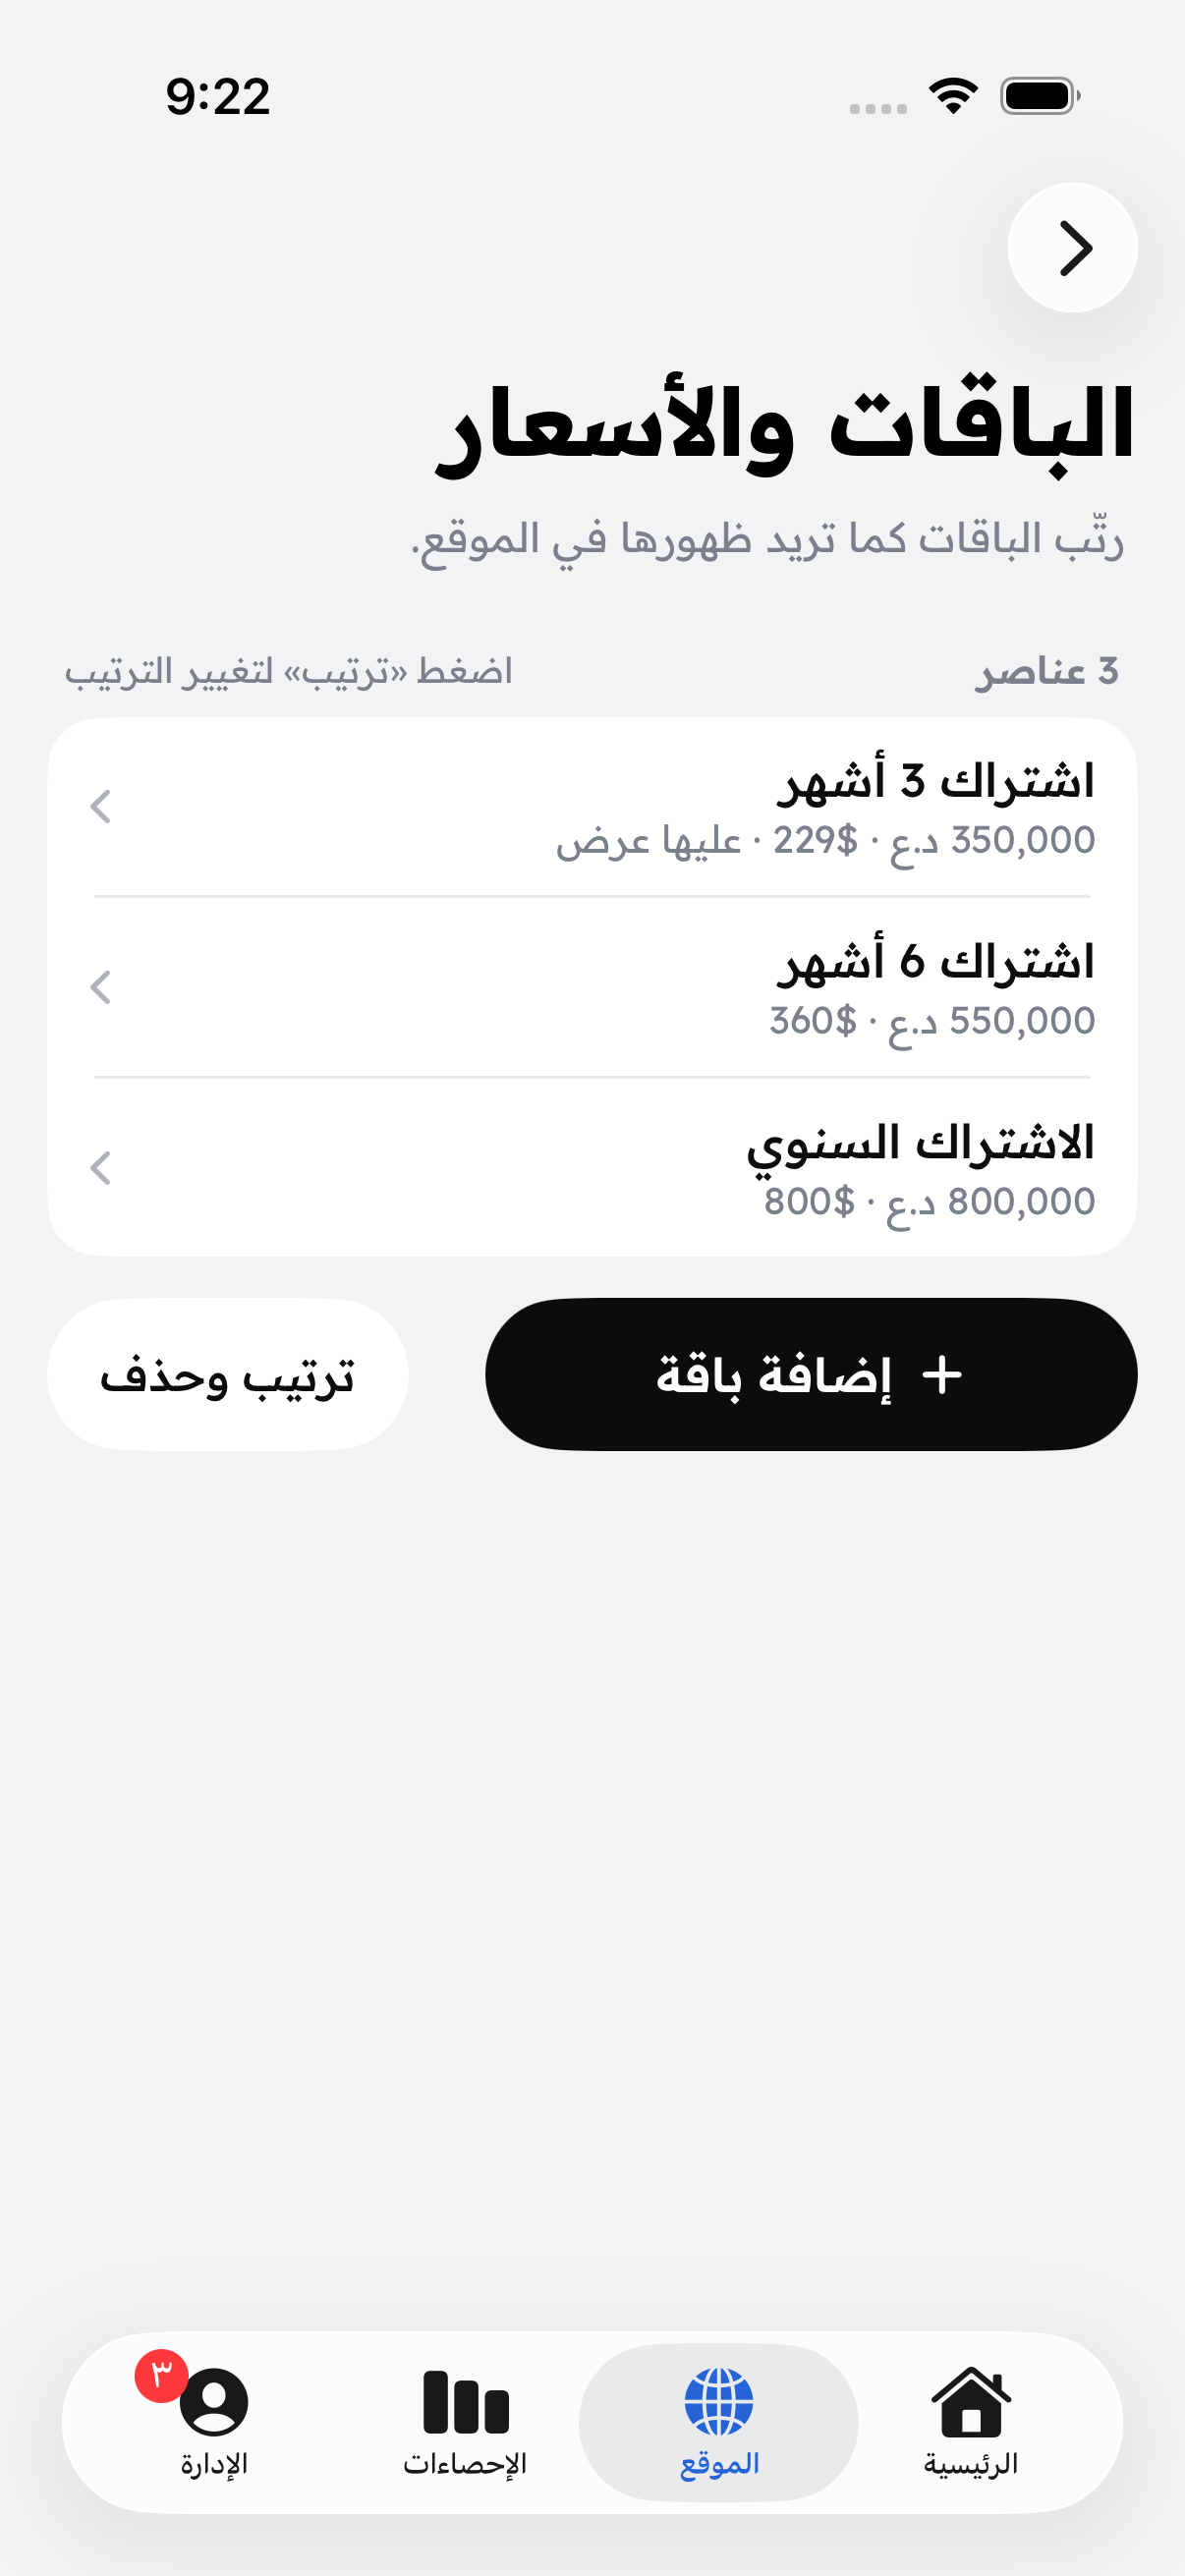 9:22
الباقات والأسعار
رتّب الباقات كما تريد ظهورها في الموقع.
3 عناصر
اضغط «ترتيب» لتغيير الترتيب
اشتراك 3 أشهر
350,000 د.ع · $229 · عليها عرض
اشتراك 6 أشهر
550,000 د.ع · $360
الاشتراك السنوي
800,000 د.ع · $800
إضافة باقة
ترتيب وحذف
الرئيسية
الموقع
الإحصاءات
٣
الإدارة